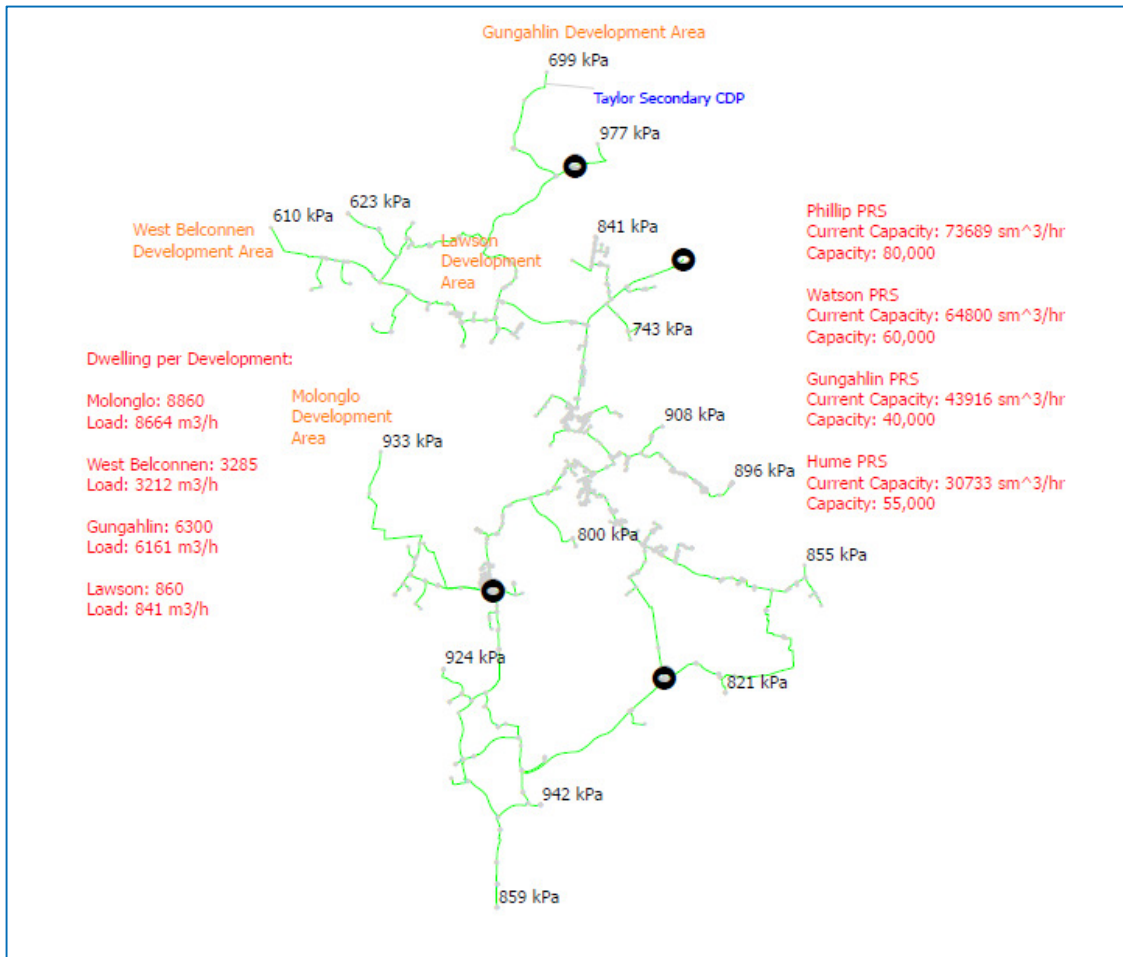 Gungahlin Development Area
699 kPa
Taylor Secondary CDP
977 kPa
623 kPa
610 kPa
West Belconnen
Development Area
Lawson
Development
Area
841 kPa
743 kPa
Phillip PRS
Current Capacity: 73689 sm^3/hr
Capacity: 80,000
Watson PRS
Current Capacity: 64800 sm^3/hr
Capacity: 60,000
Gungahlin PRS
Current Capacity: 43916 sm^3/hr
Capacity: 40,000
Hume PRS
Current Capacity: 30733 sm^3/hr
Capacity: 55,000
Dwelling per Development:
Molonglo: 8860
Load: 8664 m3/h
West Belconnen: 3285
Load: 3212 m3/h
Gungahlin: 6300
Load: 6161 m3/h
Lawson: 860
Load: 841 m3/h
Molonglo
Development
Area
933 kPa
908 kPa
896 kPa
800 kPa
855 kPa
924 kPa
821 kPa
942 kPa
859 kPa